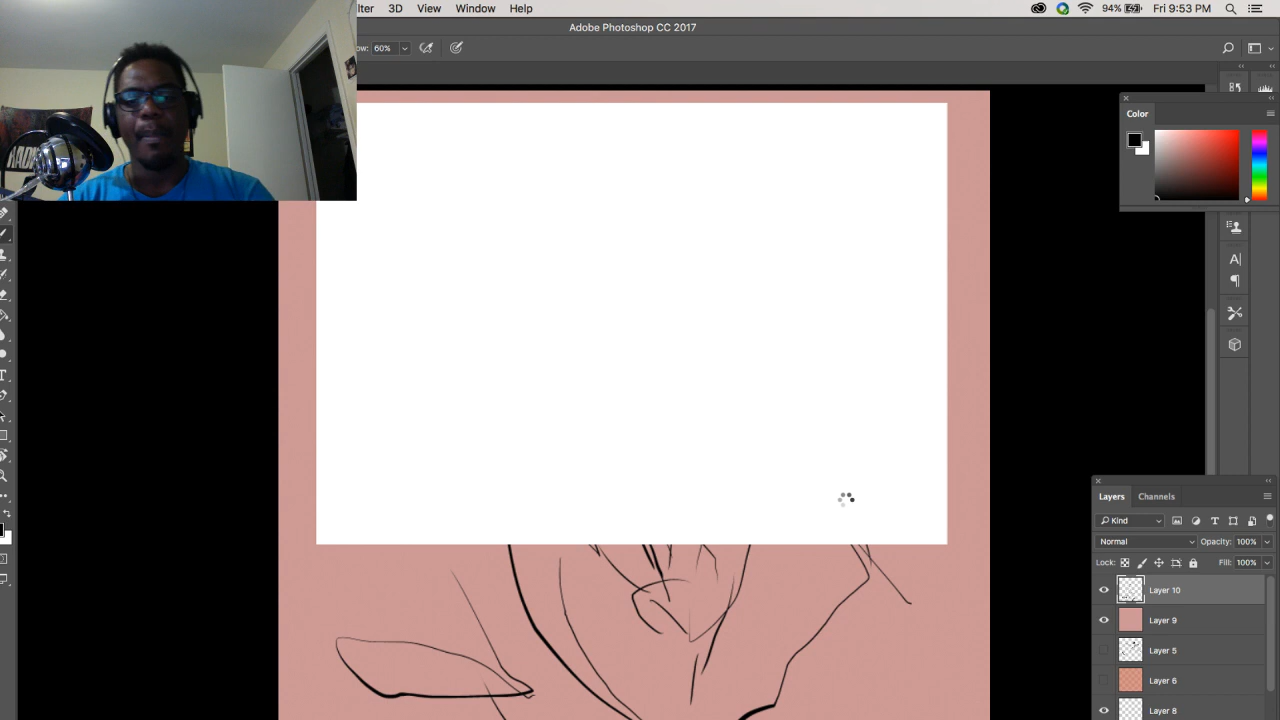 lter 3D View Window Help 94% Fri 9:53 PM
Adobe Photoshop CC 2017
ow: 60%
Color
Layers Channels
Kind
Normal Opacity: 100%
Lock: Fill: 100%
Layer 10
Layer 9
Layer 5
Layer 6
Layer 8